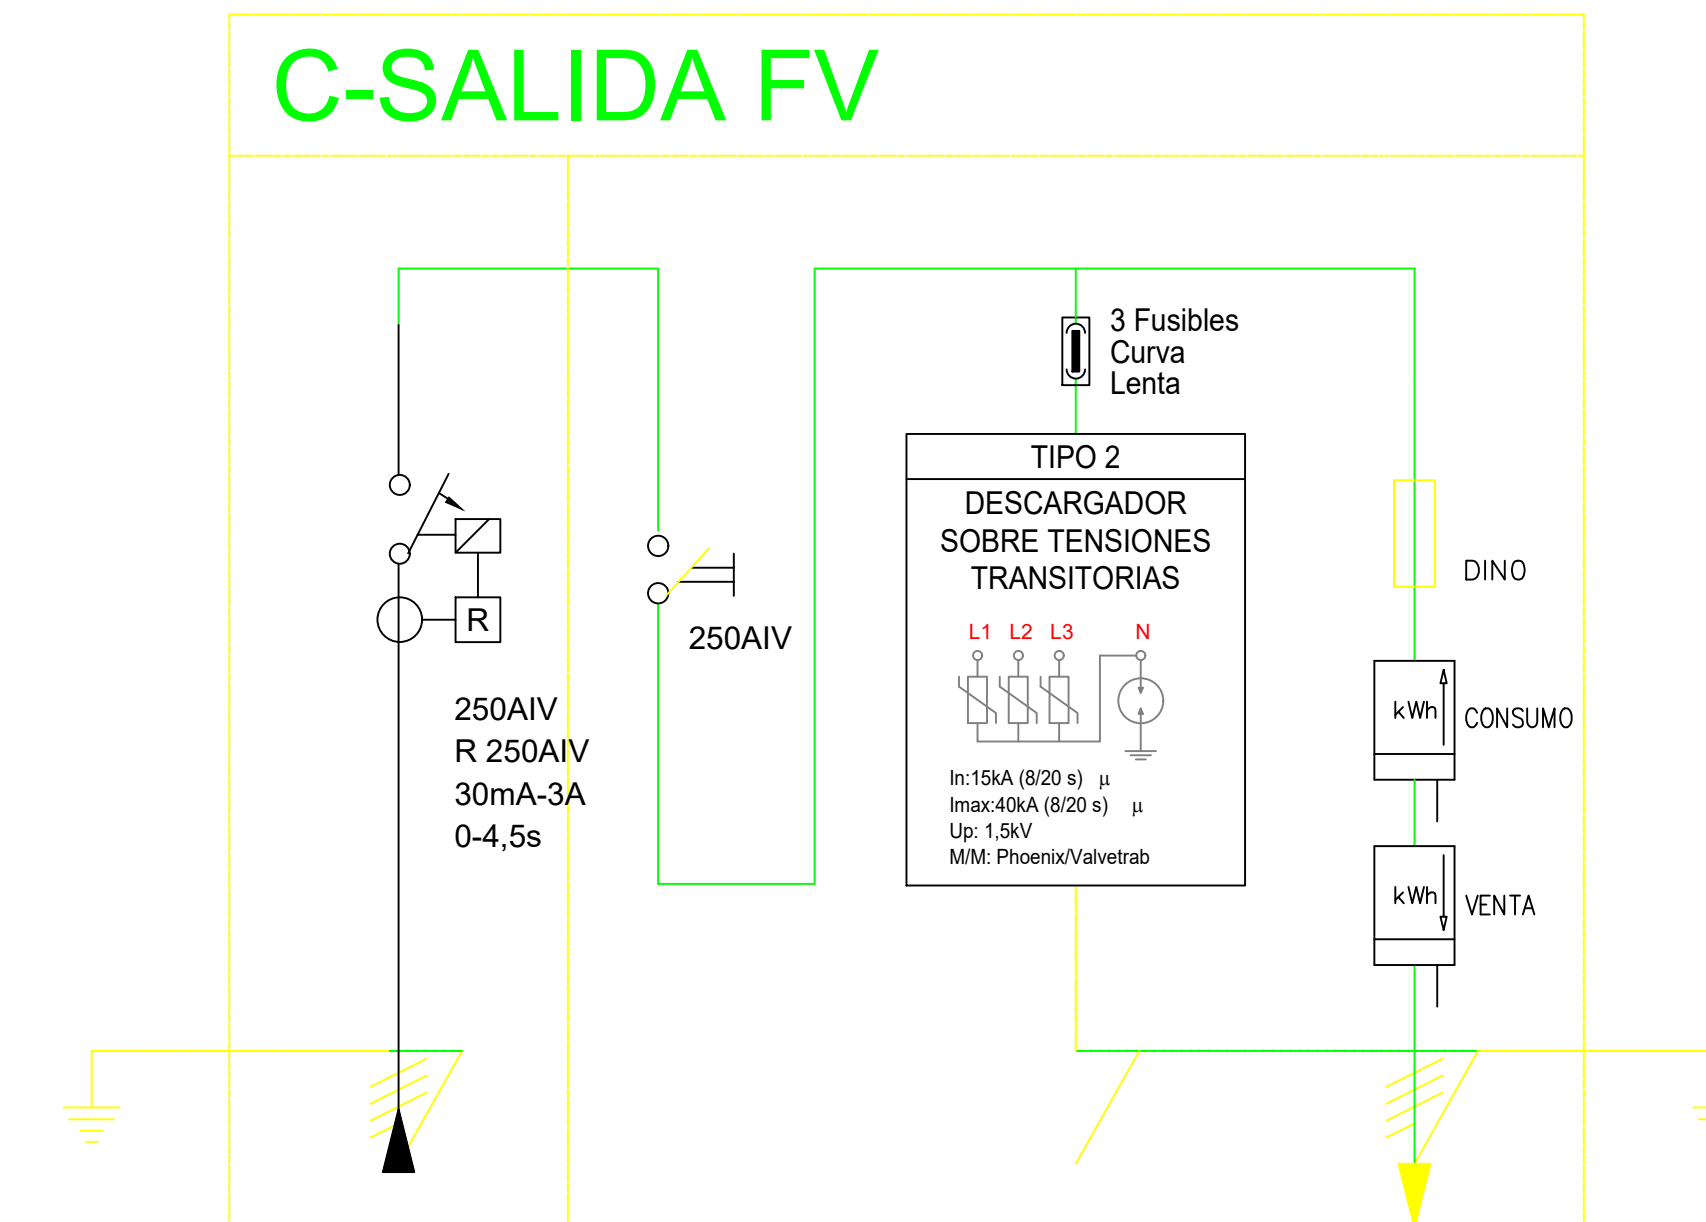 C-SALIDA FV
3 Fusibles
Curva
Lenta
TIPO 2
DESCARGADOR
SOBRE TENSIONES
TRANSITORIAS
L1 L2 L3 N
In:15kA (8/20 s) μ
Imax:40kA (8/20 s) μ
Up: 1,5kV
M/M: Phoenix/Valvetrab
R
250AIV
R 250AIV
30mA-3A
0-4,5s
250AIV
DINO
kWh
CONSUMO
kWh
VENTA